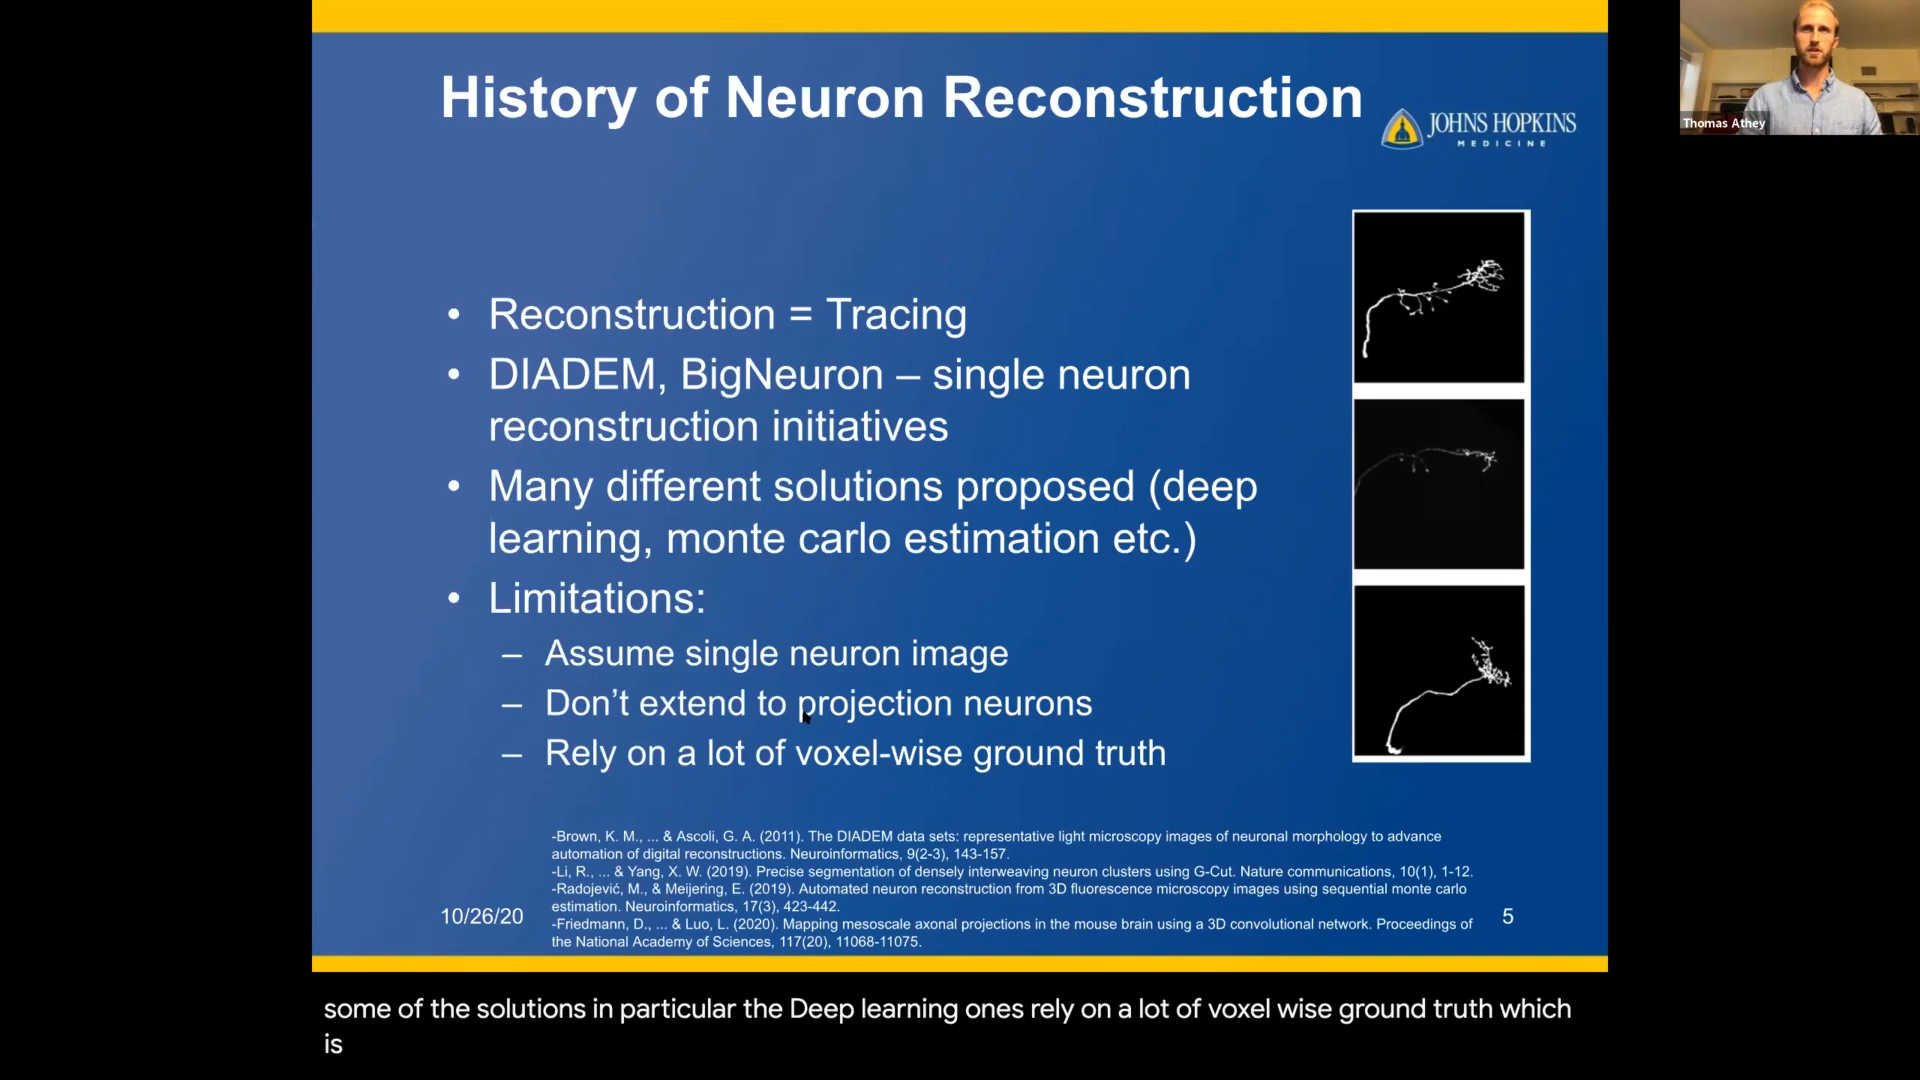 History of Neuron Reconstruction
JOHNS HOPKINS
MEDICINE
Thomas Athey
• Reconstruction = Tracing
• DIADEM, BigNeuron – single neuron
reconstruction initiatives
• Many different solutions proposed (deep
learning, monte carlo estimation etc.)
• Limitations:
– Assume single neuron image
– Don’t extend to projection neurons
– Rely on a lot of voxel-wise ground truth
-Brown, K. M., ... & Ascoli, G. A. (2011). The DIADEM data sets: representative light microscopy images of neuronal morphology to advance
automation of digital reconstructions. Neuroinformatics, 9(2-3), 143-157.
-Li, R., ... & Yang, X. W. (2019). Precise segmentation of densely interweaving neuron clusters using G-Cut. Nature communications, 10(1), 1-12.
-Radojević, M., & Meijering, E. (2019). Automated neuron reconstruction from 3D fluorescence microscopy images using sequential monte carlo
estimation. Neuroinformatics, 17(3), 423-442.
-Friedmann, D., ... & Luo, L. (2020). Mapping mesoscale axonal projections in the mouse brain using a 3D convolutional network. Proceedings of
the National Academy of Sciences, 117(20), 11068-11075.
10/26/20
5
some of the solutions in particular the Deep learning ones rely on a lot of voxel wise ground truth which
is